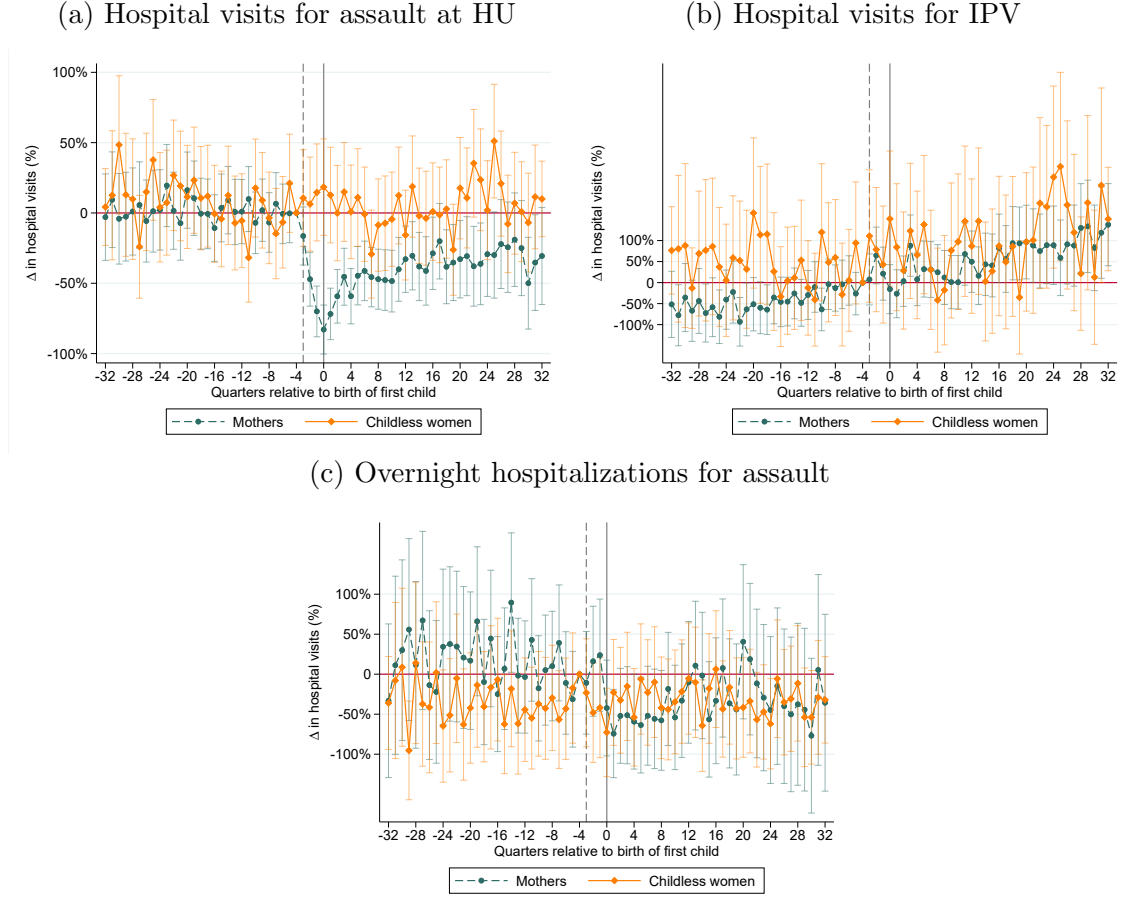 (a) Hospital visits for assault at HU
Δ in hospital visits (%)
100%
50%
0
-50%
-100%
-32 -28 -24 -20 -16 -12 -8 -4 0 4 8 12 16 20 24 28 32
Quarters relative to birth of first child
Mothers Childless women
(b) Hospital visits for IPV
Δ in hospital visits (%)
100%
50%
0
-50%
-100%
-32 -28 -24 -20 -16 -12 -8 -4 0 4 8 12 16 20 24 28 32
Quarters relative to birth of first child
Mothers Childless women
(c) Overnight hospitalizations for assault
Δ in hospital visits (%)
100%
50%
0
-50%
-100%
-32 -28 -24 -20 -16 -12 -8 -4 0 4 8 12 16 20 24 28 32
Quarters relative to birth of first child
Mothers Childless women